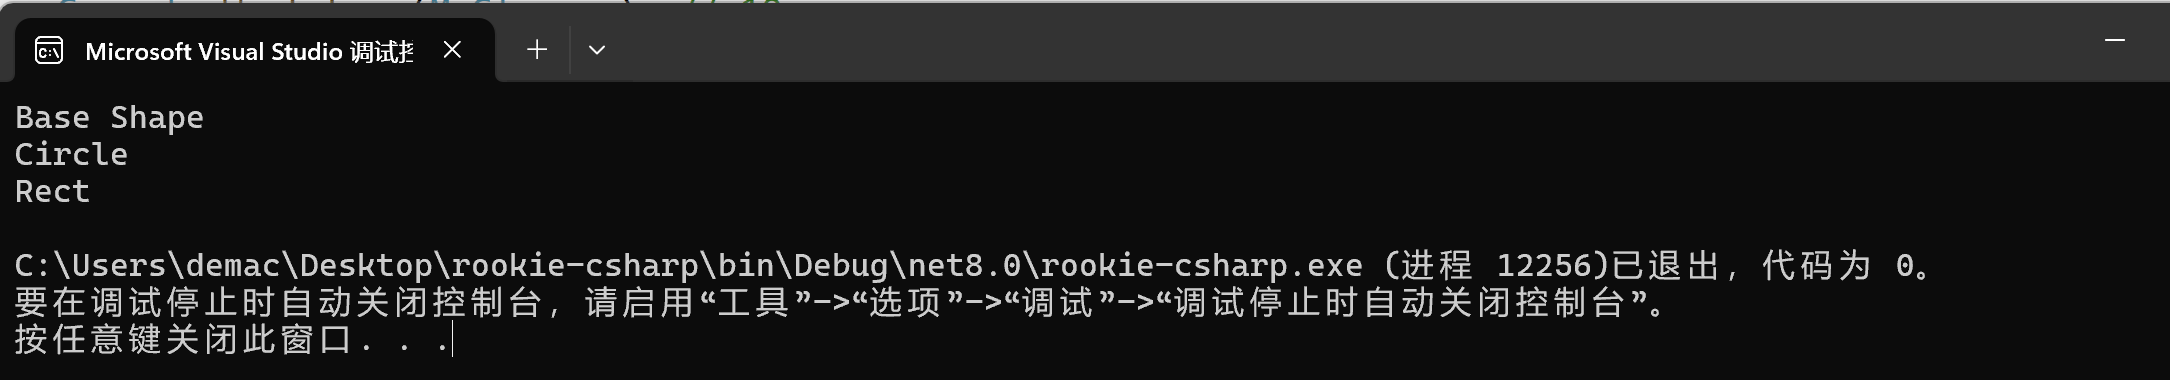 Microsoft Visual Studio 调试
Base Shape
Circle
Rect
C:\Users\demac\Desktop\rookie-csharp\bin\Debug\net8.0\rookie-csharp.exe (进程 12256)已退出，代码为 0。
要在调试停止时自动关闭控制台，请启用“工具”->“选项”->“调试”->“调试停止时自动关闭控制台”。
按任意键关闭此窗口. . .